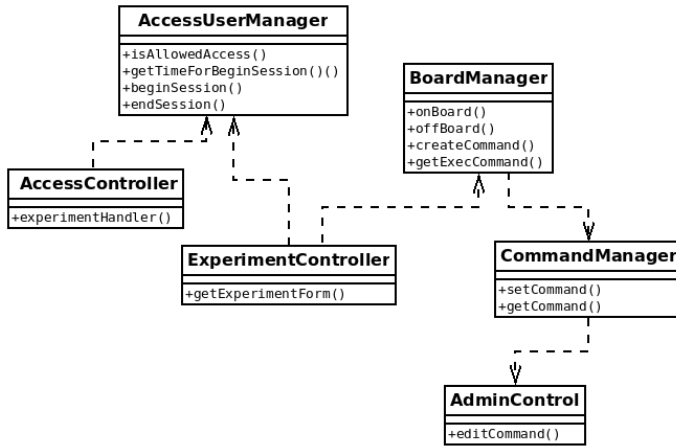 AccessUserManager
+isAllowedAccess()
+getTimeForBeginSession()()
+beginSession()
+endSession()
BoardManager
+onBoard()
+offBoard()
+createCommand()
+getExecCommand()
AccessController
+experimentHandler()
ExperimentController
+getExperimentForm()
CommandManager
+setCommand()
+getCommand()
AdminControl
+editCommand()